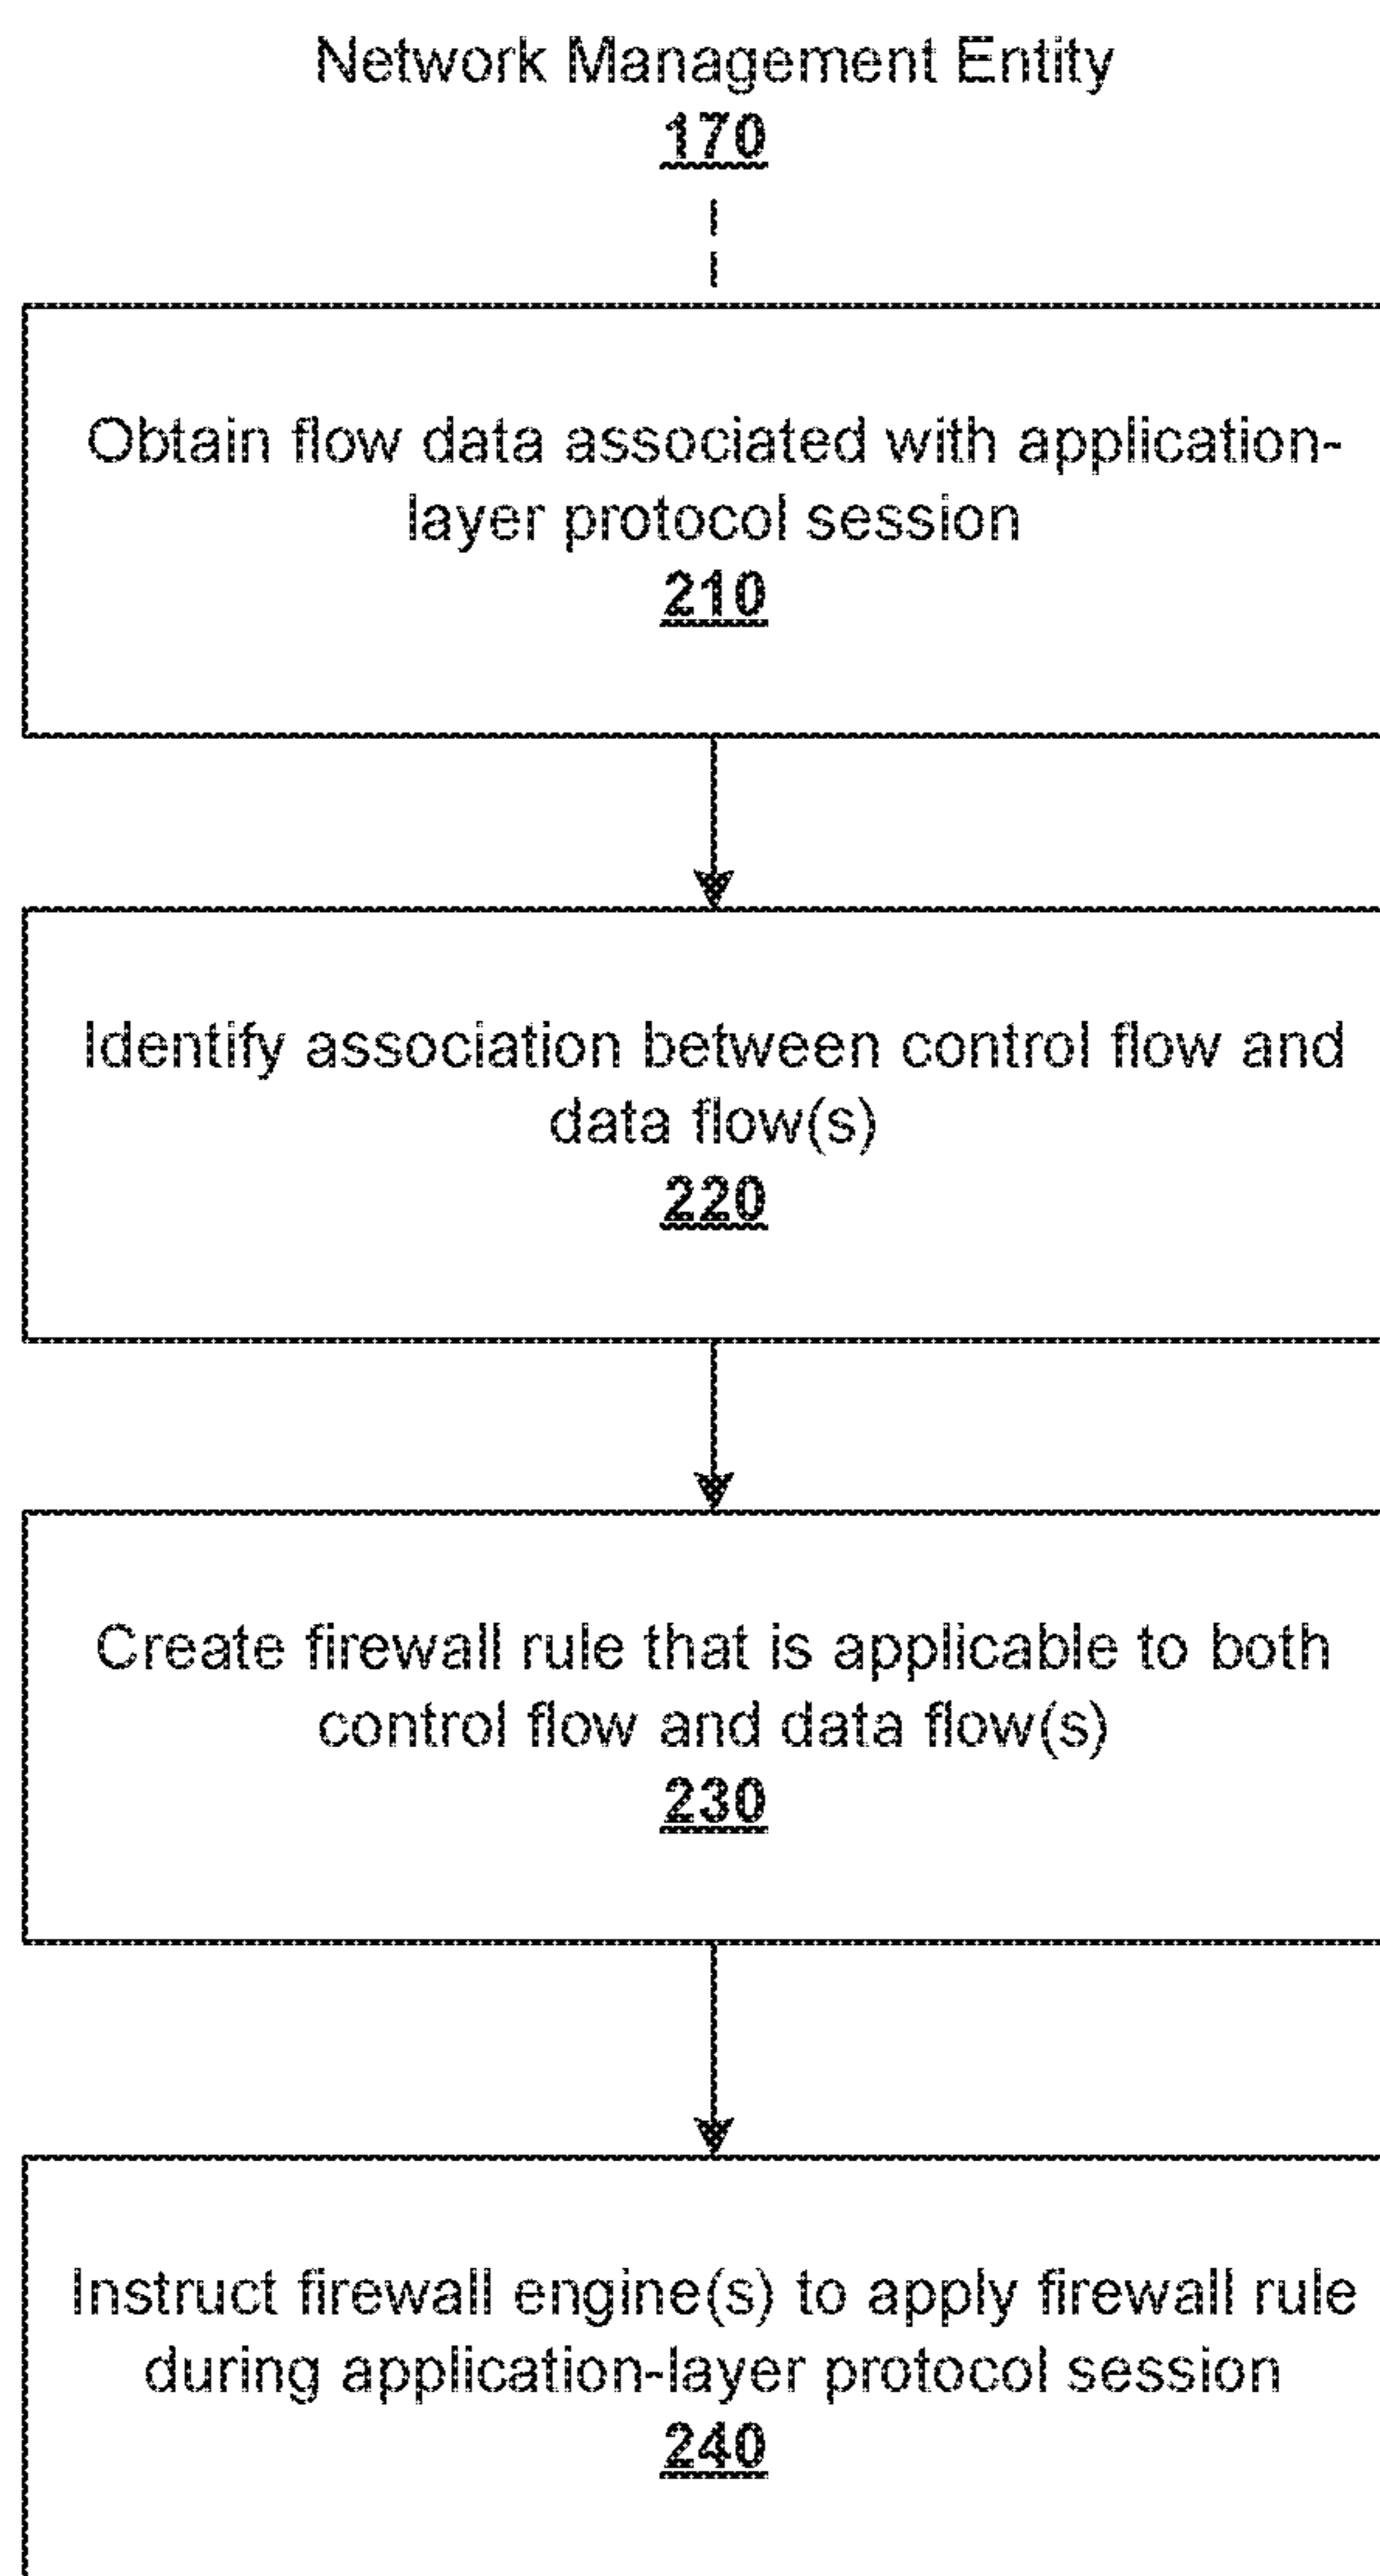 Network Management Entity
170
Obtain flow data associated with application-
layer protocol session
210
Identify association between control flow and
data flow(s)
220
Create firewall rule that is applicable to both
control flow and data flow(s)
230
Instruct firewall engine(s) to apply firewall rule
during application-layer protocol session
240